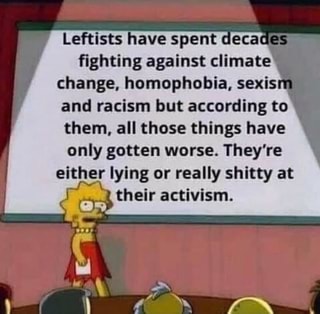 Leftists have spent decades
fighting against climate
change, homophobia, sexism
and racism but according to
them, all those things have
only gotten worse. They're
either lying or really shitty at
their activism.